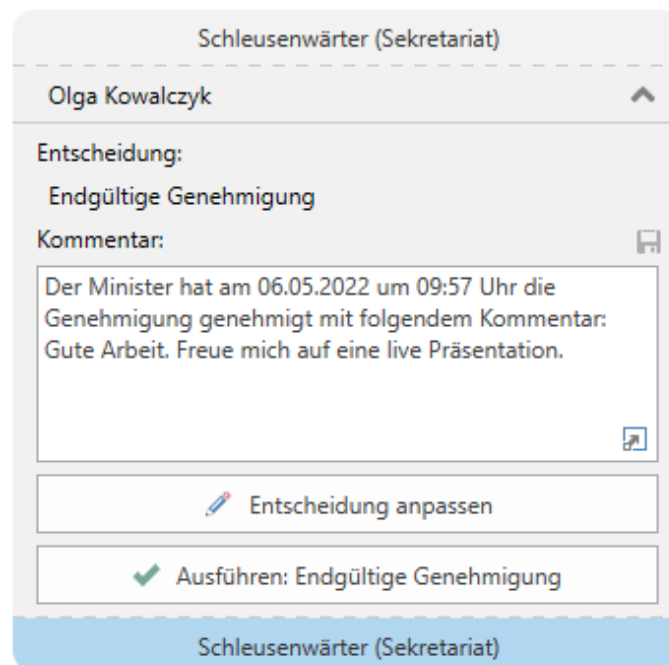 Schleusenwärter (Sekretariat)
Olga Kowalczyk
Entscheidung:
Endgültige Genehmigung
Kommentar:
Der Minister hat am 06.05.2022 um 09:57 Uhr die
Genehmigung genehmigt mit folgendem Kommentar:
Gute Arbeit. Freue mich auf eine live Präsentation.
Entscheidung anpassen
Ausführen: Endgültige Genehmigung
Schleusenwärter (Sekretariat)